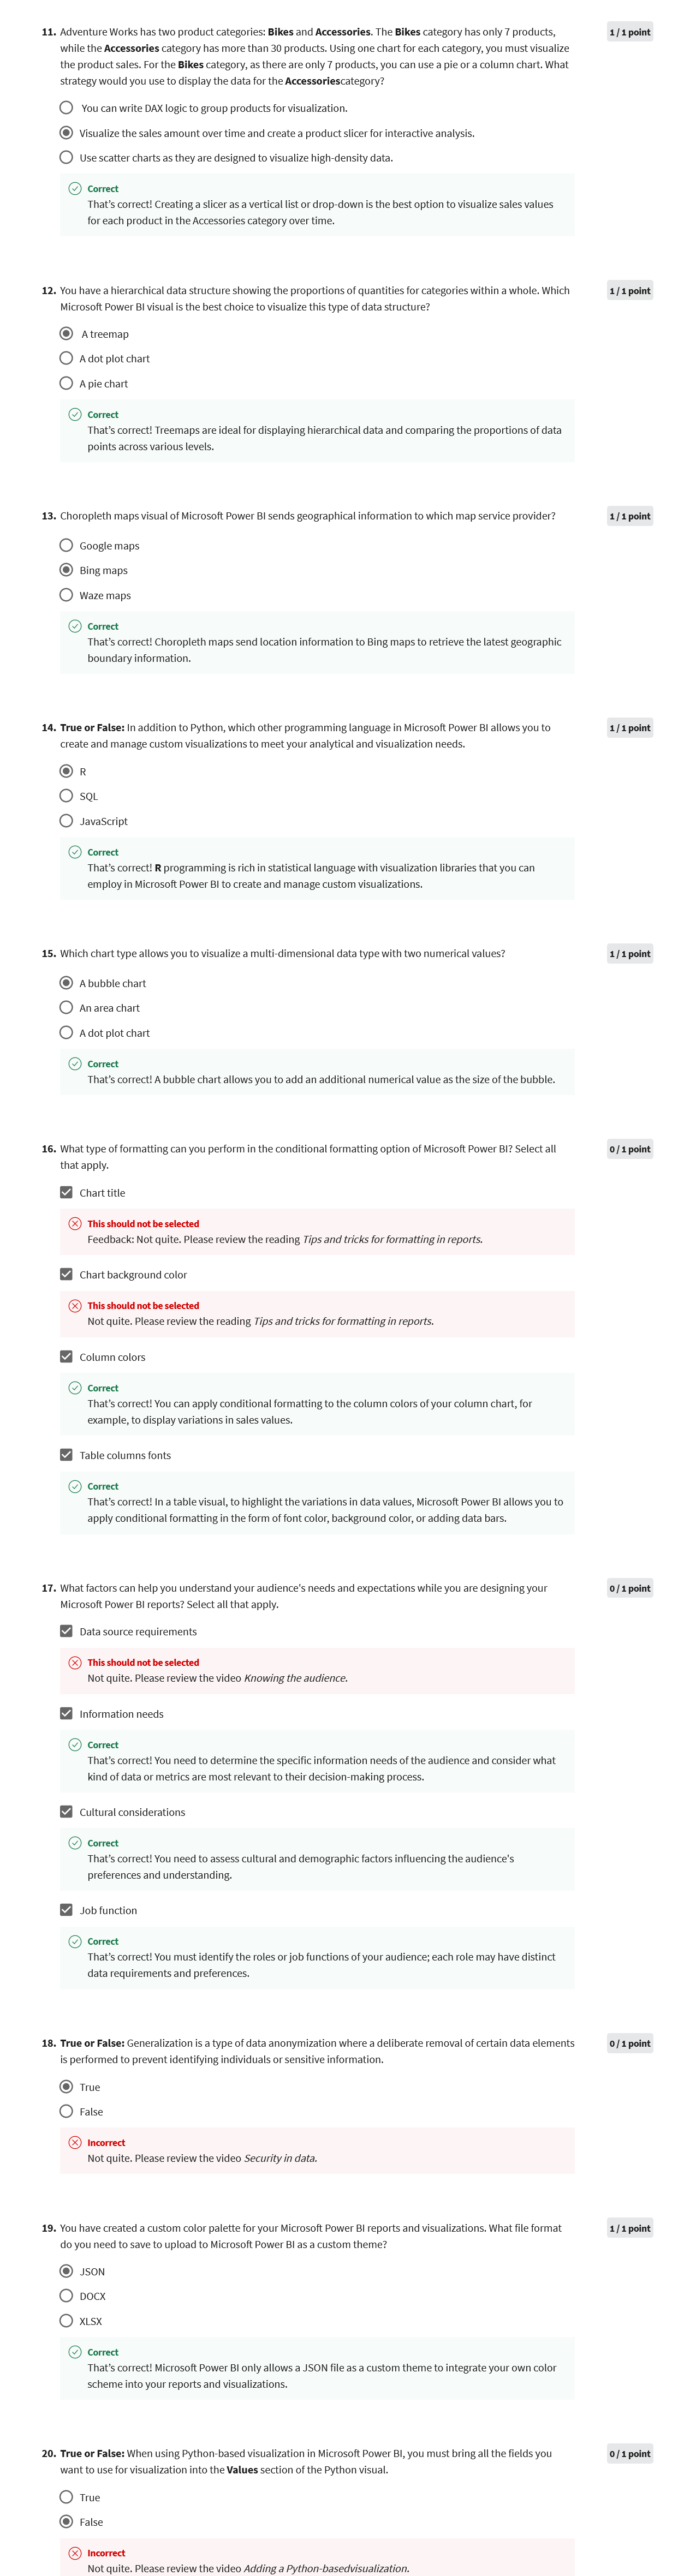 11. Adventure Works has two product categories: Bikes and Accessories. The Bikes category has only 7 products,
1 / 1 point
while the Accessories category has more than 30 products. Using one chart for each category, you must visualize
the product sales. For the Bikes category, as there are only 7 products, you can use a pie or a column chart. What
strategy would you use to display the data for the Accessoriescategory?
You can write DAX logic to group products for visualization.
Visualize the sales amount over time and create a product slicer for interactive analysis.
Use scatter charts as they are designed to visualize high-density data.
Correct
That's correct! Creating a slicer as a vertical list or drop-down is the best option to visualize sales values
for each product in the Accessories category over time.
12. You have a hierarchical data structure showing the proportions of quantities for categories within a whole. Which
1 / 1 point
Microsoft Power BI visual is the best choice to visualize this type of data structure?
A treemap
A dot plot chart
A pie chart
Correct
That's correct! Treemaps are ideal for displaying hierarchical data and comparing the proportions of data
points across various levels.
13. Choropleth maps visual of Microsoft Power BI sends geographical information to which map service provider?
1 / 1 point
Google maps
Bing maps
Waze maps
Correct
That's correct! Choropleth maps send location information to Bing maps to retrieve the latest geographic
boundary information.
14. True or False: In addition to Python, which other programming language in Microsoft Power BI allows you to
1 / 1 point
create and manage custom visualizations to meet your analytical and visualization needs.
R
SQL
JavaScript
Correct
That's correct! R programming is rich in statistical language with visualization libraries that you can
employ in Microsoft Power BI to create and manage custom visualizations.
15. Which chart type allows you to visualize a multi-dimensional data type with two numerical values?
1 / 1 point
A bubble chart
An area chart
A dot plot chart
Correct
That's correct! A bubble chart allows you to add an additional numerical value as the size of the bubble.
16. What type of formatting can you perform in the conditional formatting option of Microsoft Power BI? Select all
0 / 1 point
that apply.
Chart title
This should not be selected
Feedback: Not quite. Please review the reading Tips and tricks for formatting in reports.
Chart background color
This should not be selected
Not quite. Please review the reading Tips and tricks for formatting in reports.
Column colors
Correct
That's correct! You can apply conditional formatting to the column colors of your column chart, for
example, to display variations in sales values.
Table columns fonts
Correct
That's correct! In a table visual, to highlight the variations in data values, Microsoft Power BI allows you to
apply conditional formatting in the form of font color, background color, or adding data bars.
17. What factors can help you understand your audience's needs and expectations while you are designing your
0 / 1 point
Microsoft Power BI reports? Select all that apply.
Data source requirements
This should not be selected
Not quite. Please review the video Knowing the audience.
Information needs
Correct
That's correct! You need to determine the specific information needs of the audience and consider what
kind of data or metrics are most relevant to their decision-making process.
Cultural considerations
Correct
That's correct! You need to assess cultural and demographic factors influencing the audience's
preferences and understanding.
Job function
Correct
That's correct! You must identify the roles or job functions of your audience; each role may have distinct
data requirements and preferences.
18. True or False: Generalization is a type of data anonymization where a deliberate removal of certain data elements
0 / 1 point
is performed to prevent identifying individuals or sensitive information.
True
False
Incorrect
Not quite. Please review the video Security in data.
19. You have created a custom color palette for your Microsoft Power BI reports and visualizations. What file format
1 / 1 point
do you need to save to upload to Microsoft Power BI as a custom theme?
JSON
DOCX
XLSX
Correct
That's correct! Microsoft Power BI only allows a JSON file as a custom theme to integrate your own color
scheme into your reports and visualizations.
20. True or False: When using Python-based visualization in Microsoft Power BI, you must bring all the fields you
0 / 1 point
want to use for visualization into the Values section of the Python visual.
True
False
Incorrect
Not quite. Please review the video Adding a Python-basedvisualization.